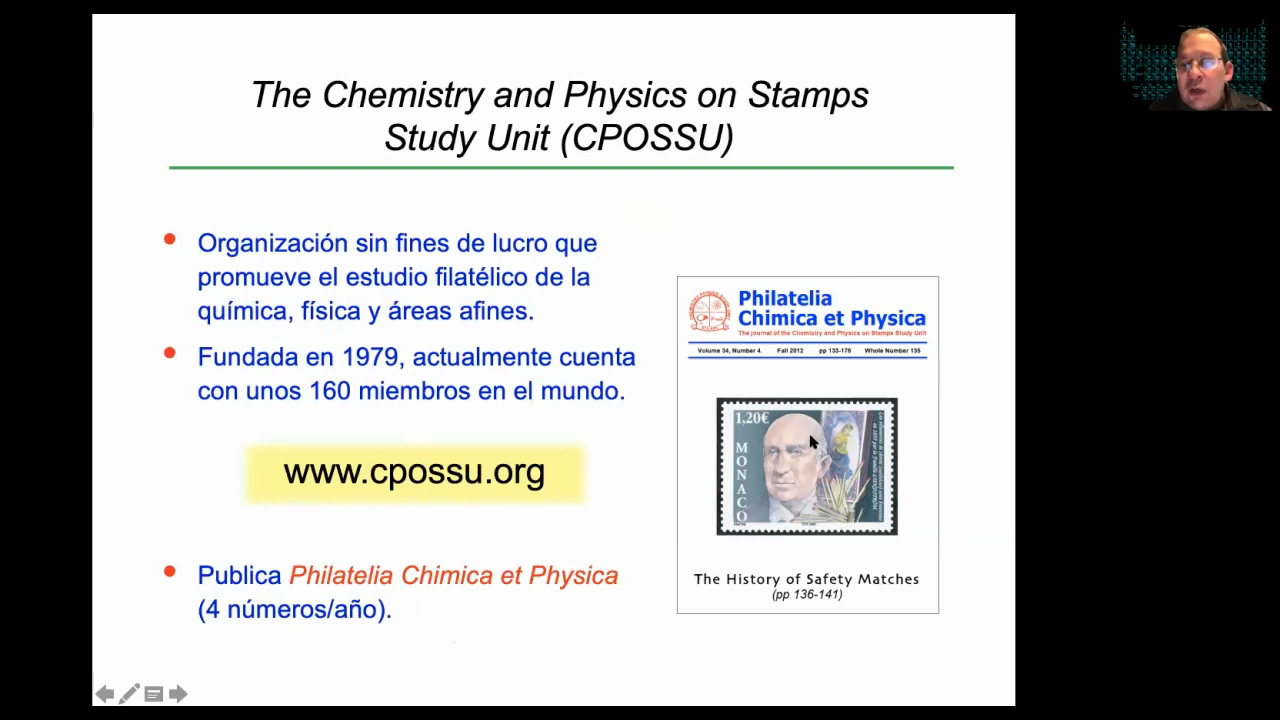 The Chemistry and Physics on Stamps
Study Unit (CPOSSU)
Organización sin fines de lucro que
promueve el estudio filatélico de la
química, física y áreas afines.
Fundada en 1979, actualmente cuenta
con unos 160 miembros en el mundo.
www.cpossu.org
Publica Philatelia Chimica et Physica
(4 números/año).
Philatelia
Chimica et Physica
The journal of the Chemistry and Physics on Stamps Study Unit
Volume 34, Number 4. Fall 2012 pp 133-176 Whole Number 135
1,20€
MONACO
The History of Safety Matches
(pp 136-141)